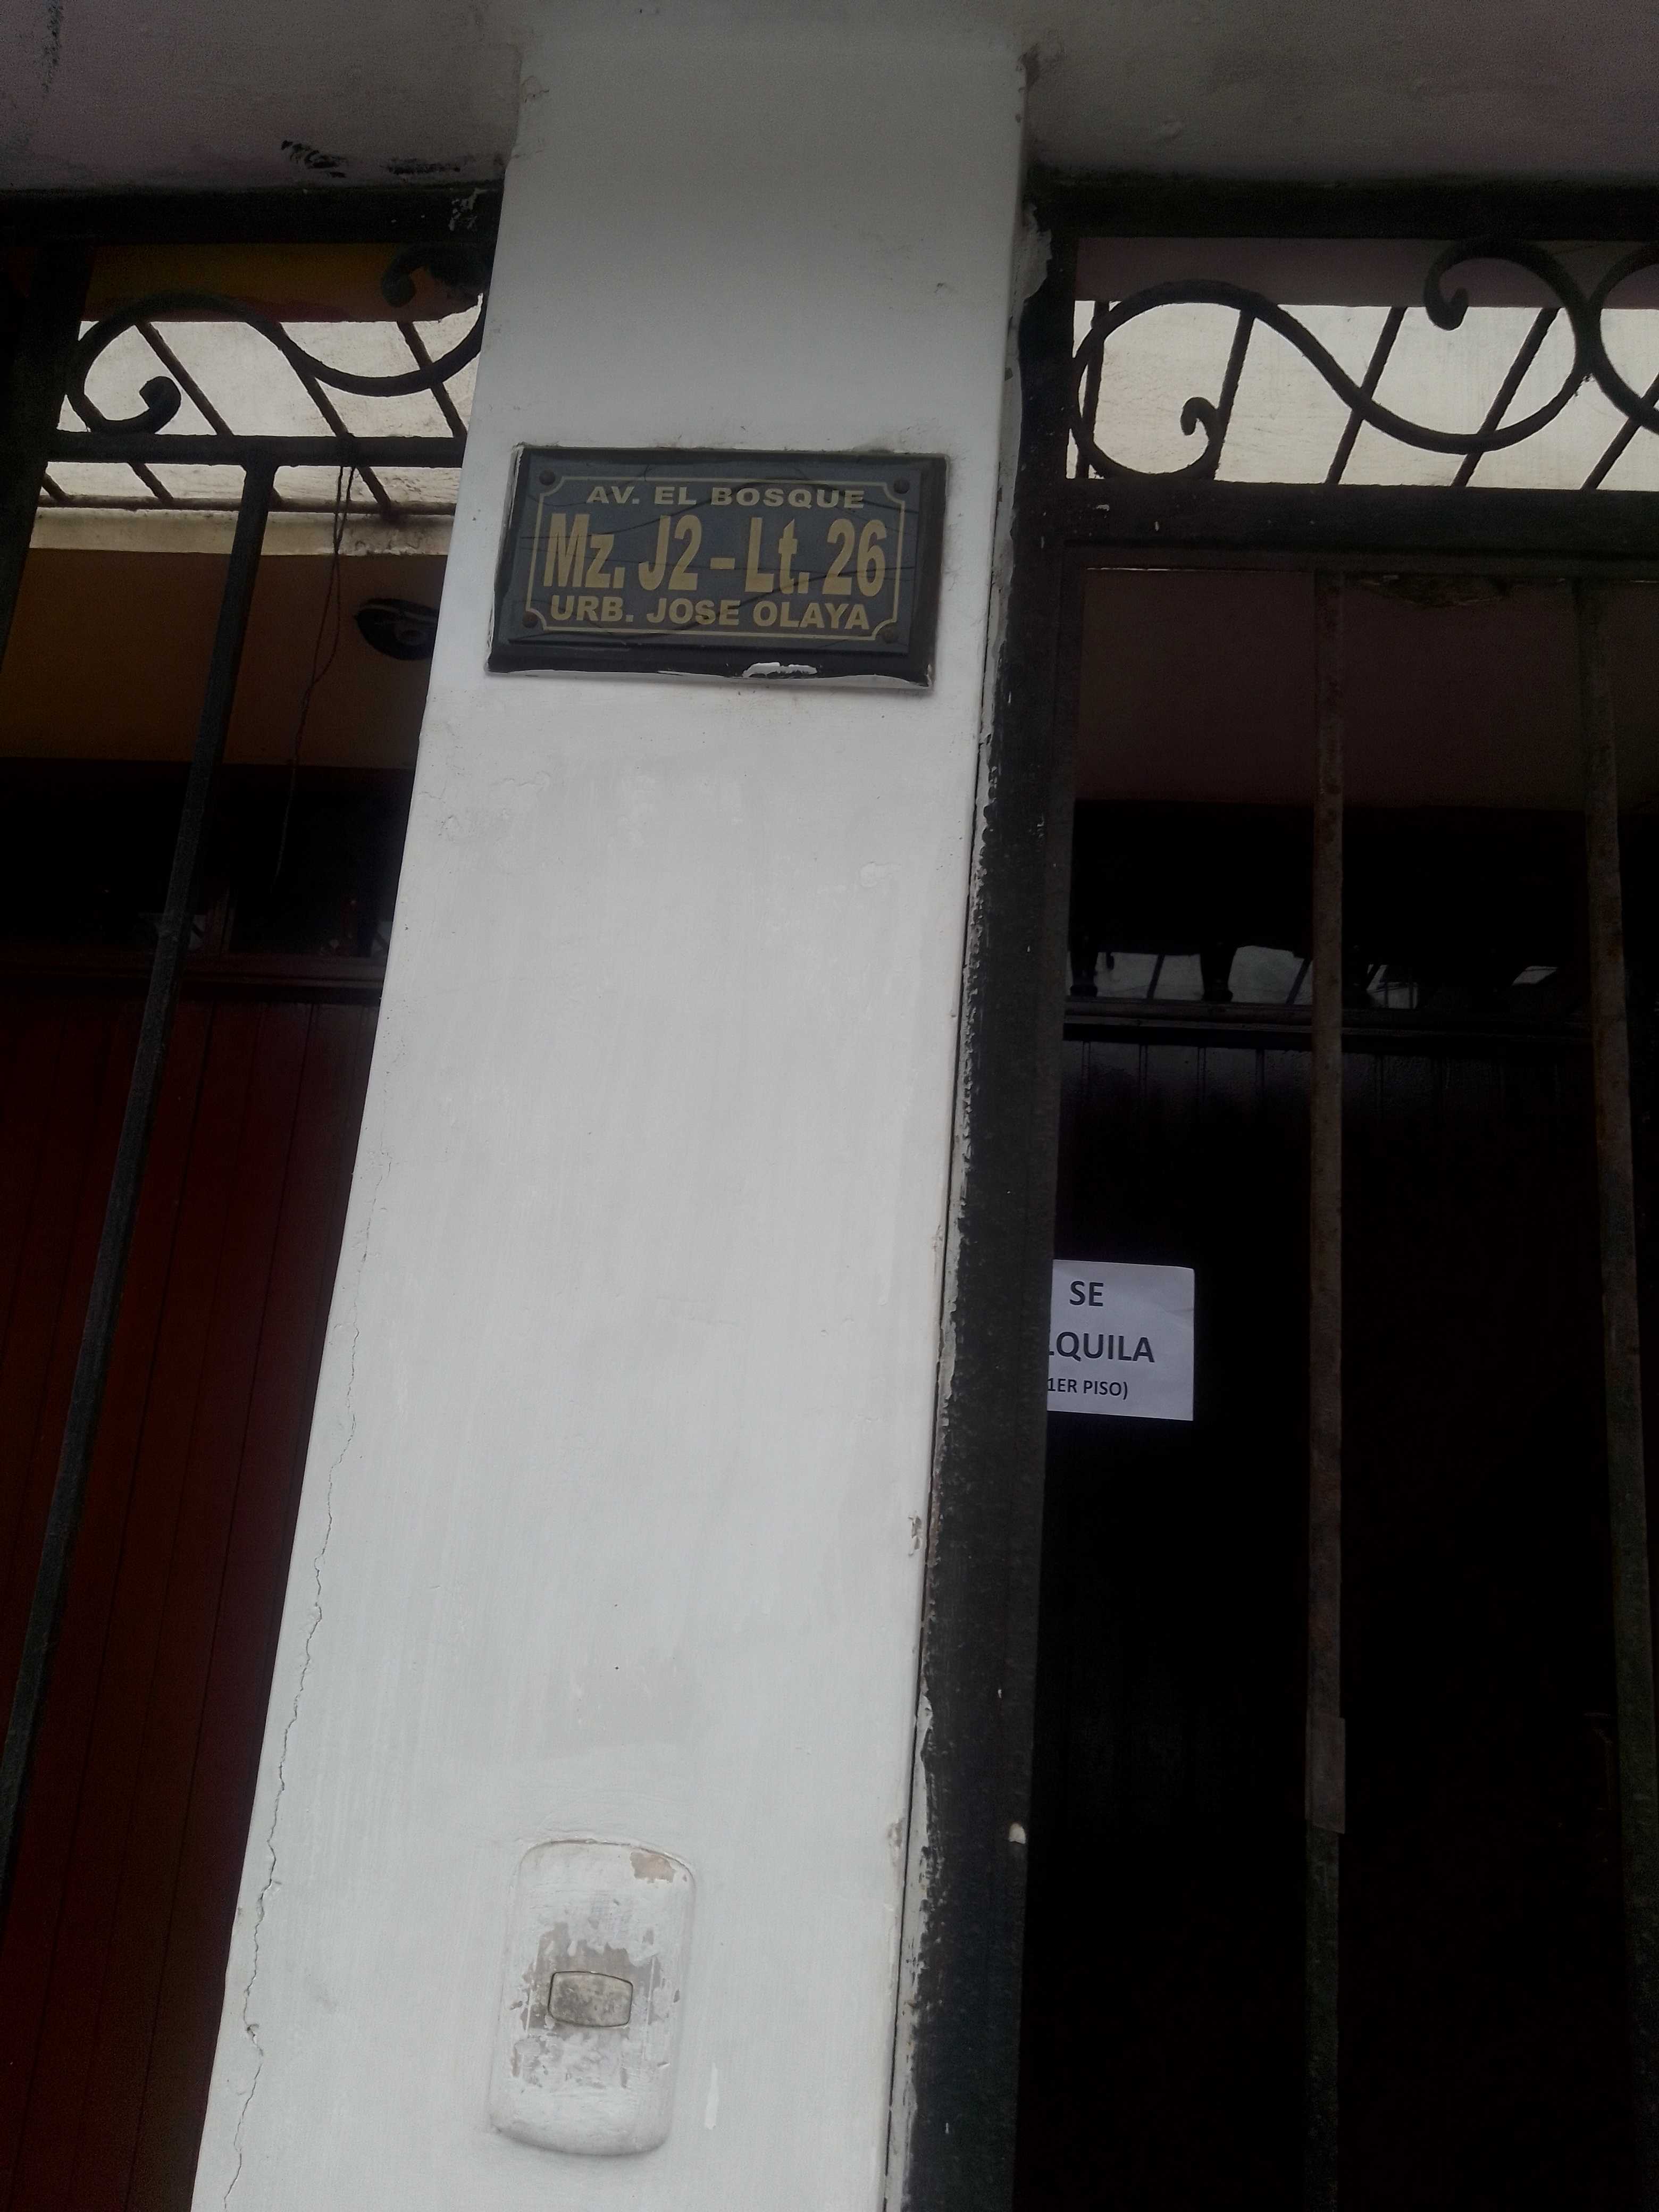 AV. EL BOSQUE
Mz. J2 - Lt. 26
URB. JOSE OLAYA
SE
LQUILA
1ER PISO)